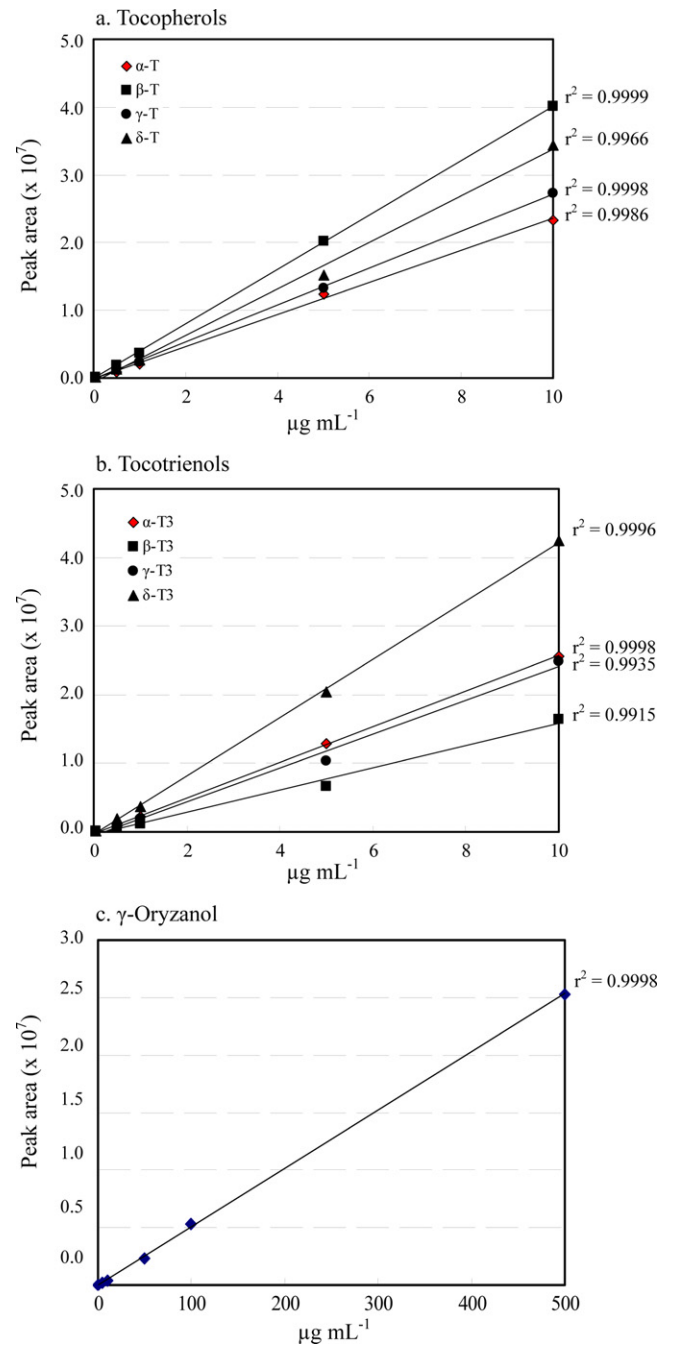 a. Tocopherols
5.0
4.0
3.0
2.0
1.0
0.0
Peak area (x 10⁷)
α-T
β-T
γ-T
δ-T
r² = 0.9999
r² = 0.9966
r² = 0.9998
r² = 0.9986
0 2 4 6 8 10
µg mL⁻¹
b. Tocotrienols
5.0
4.0
3.0
2.0
1.0
0.0
Peak area (x 10⁷)
α-T3
β-T3
γ-T3
δ-T3
r² = 0.9996
r² = 0.9998
r² = 0.9935
r² = 0.9915
0 2 4 6 8 10
µg mL⁻¹
c. γ-Oryzanol
3.0
2.5
2.0
1.5
1.0
0.5
0.0
Peak area (x 10⁷)
r² = 0.9998
0 100 200 300 400 500
µg mL⁻¹